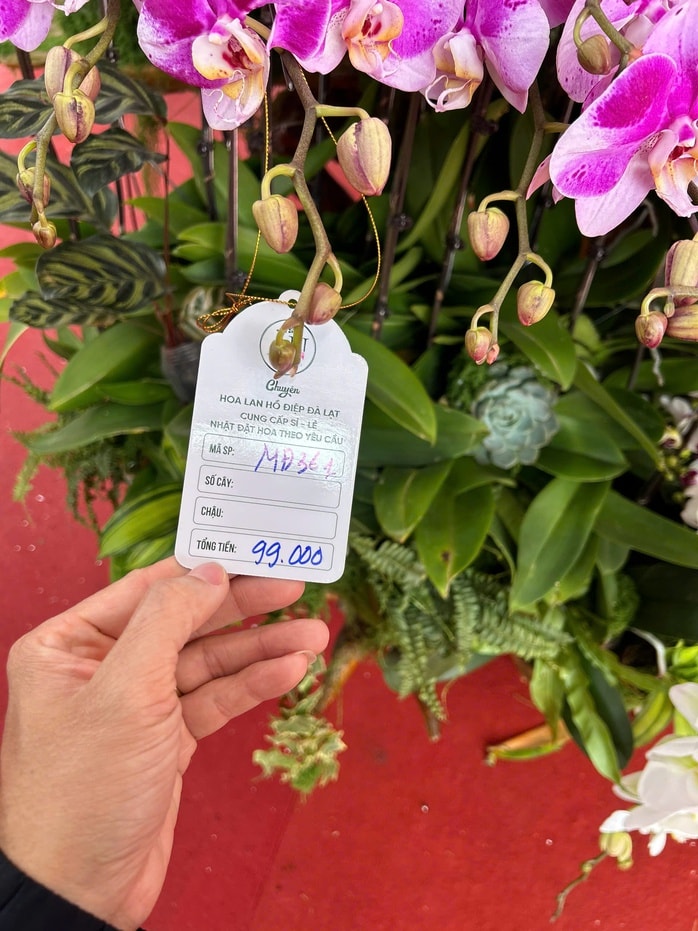 Chuyên
HOA LAN HỒ ĐIỆP ĐÀ LẠT
CUNG CẤP SỈ - LẺ
NHẬT ĐẶT HOA THEO YÊU CẦU
MÃ SP: MĐ361
SỐ CÂY:
CHẬU:
TỔNG TIỀN: 99.000